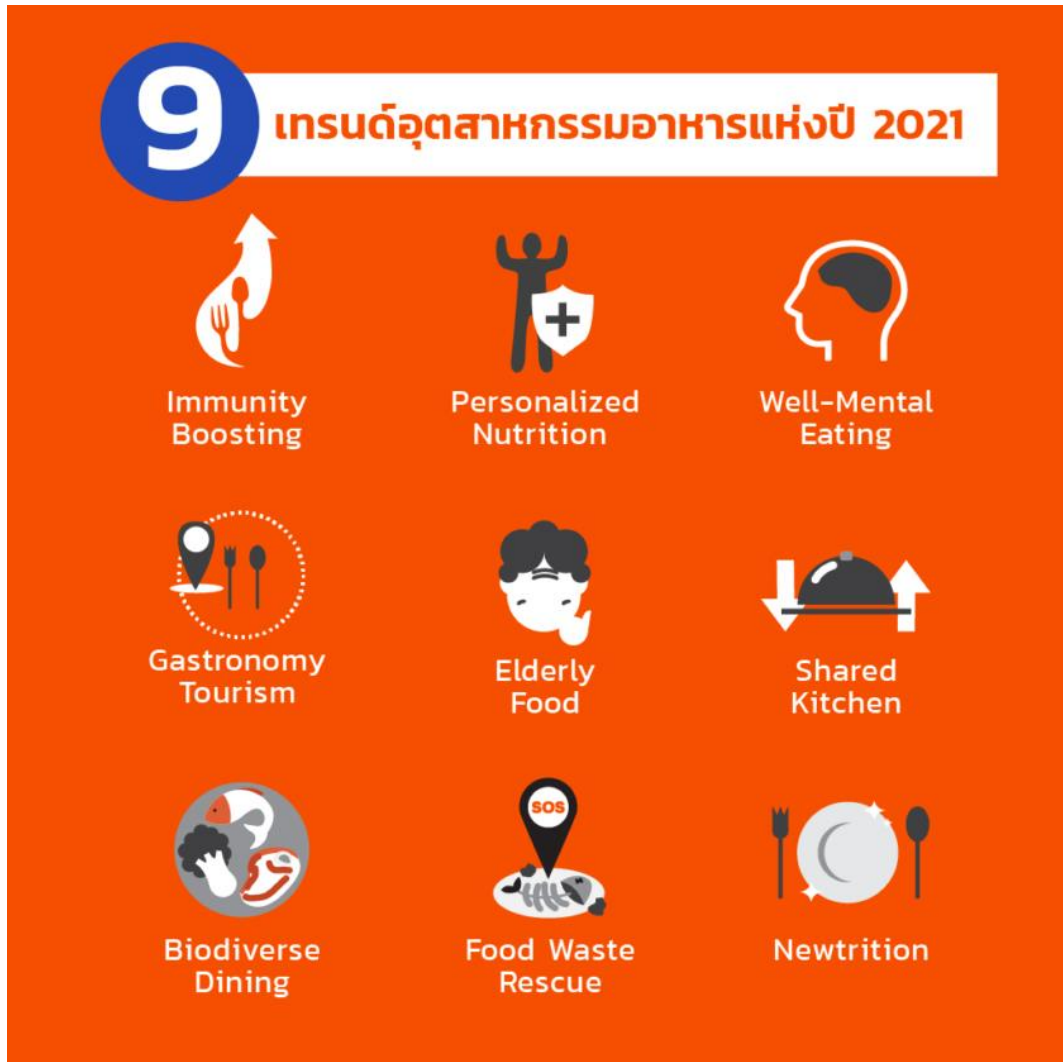 9
เทรนด์อุตสาหกรรมอาหารแห่งปี 2021
Immunity
Boosting
Personalized
Nutrition
Well-Mental
Eating
Gastronomy
Tourism
Elderly
Food
Shared
Kitchen
Biodiverse
Dining
SOS
Food Waste
Rescue
Newtrition